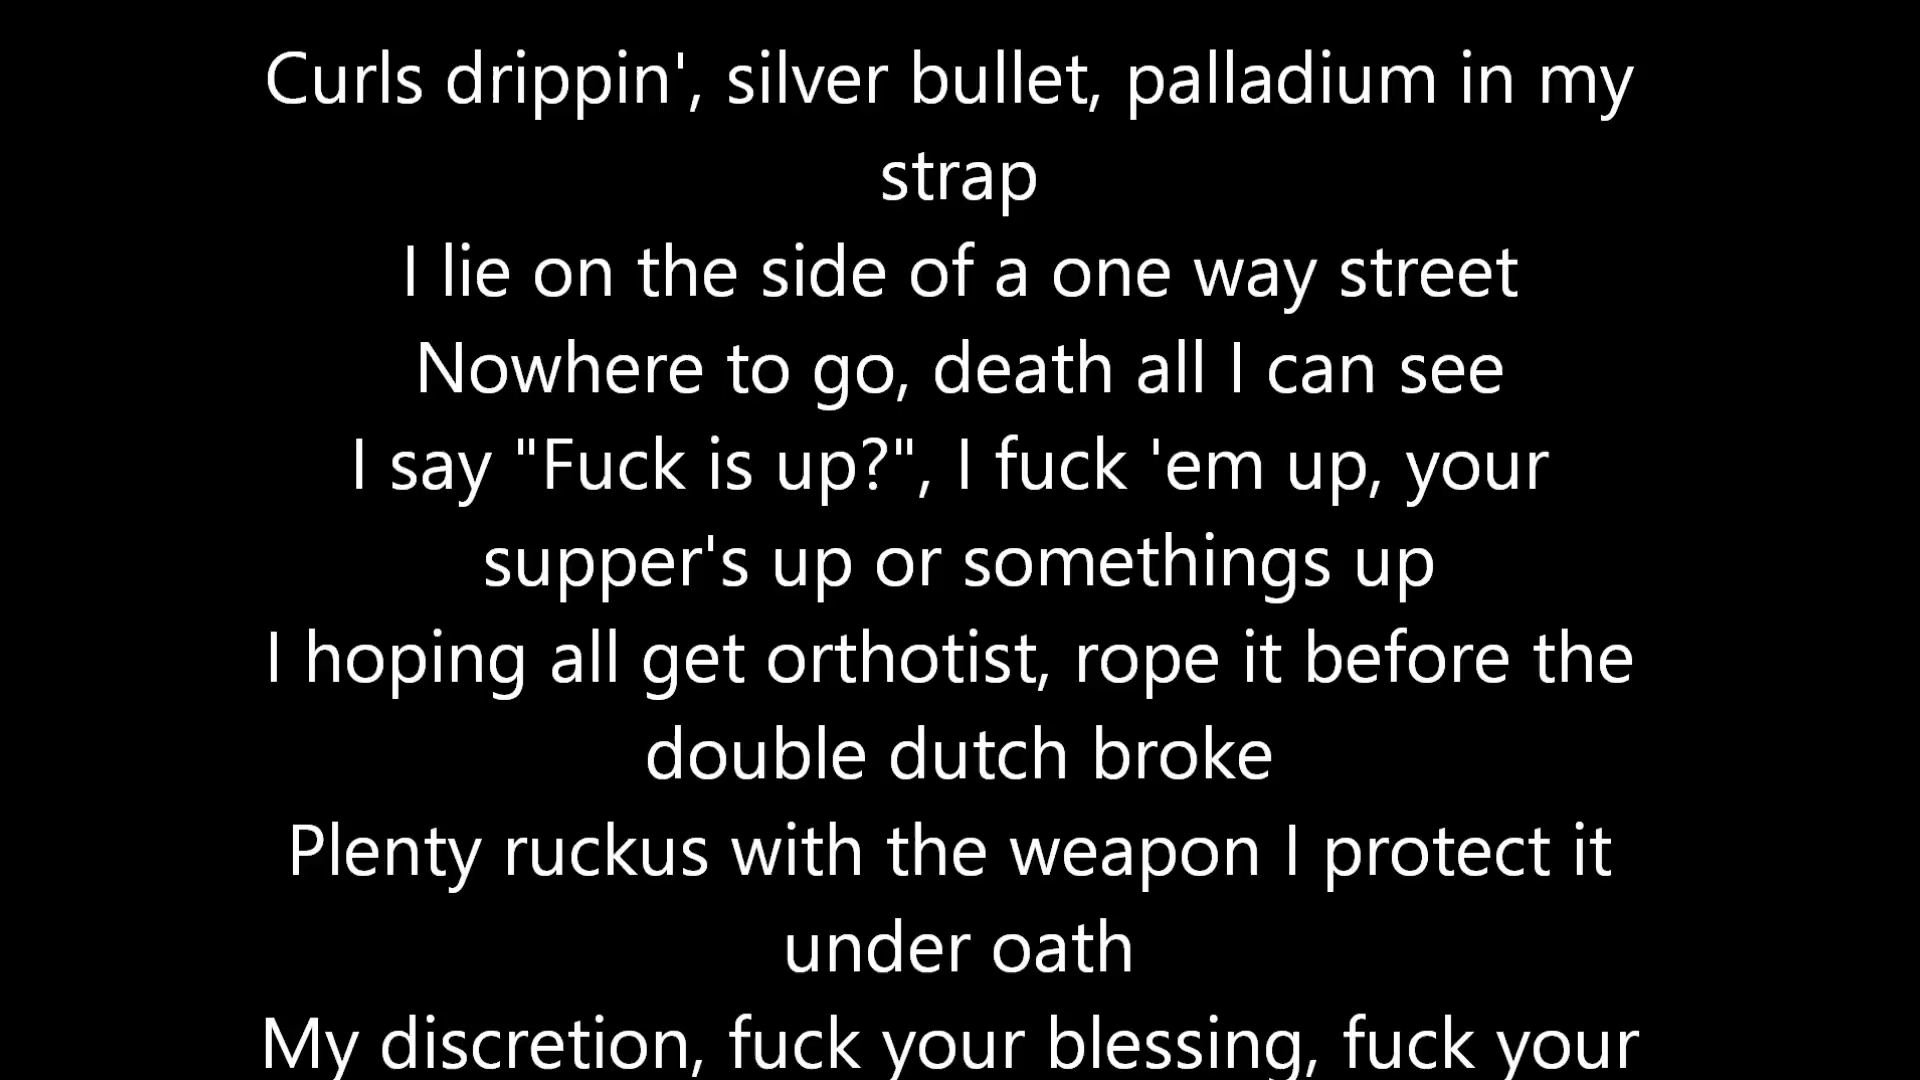 Curls drippin', silver bullet, palladium in my
strap
I lie on the side of a one way street
Nowhere to go, death all I can see
I say "Fuck is up?", I fuck 'em up, your
supper's up or somethings up
I hoping all get orthotist, rope it before the
double dutch broke
Plenty ruckus with the weapon I protect it
under oath
My discretion, fuck your blessing, fuck your